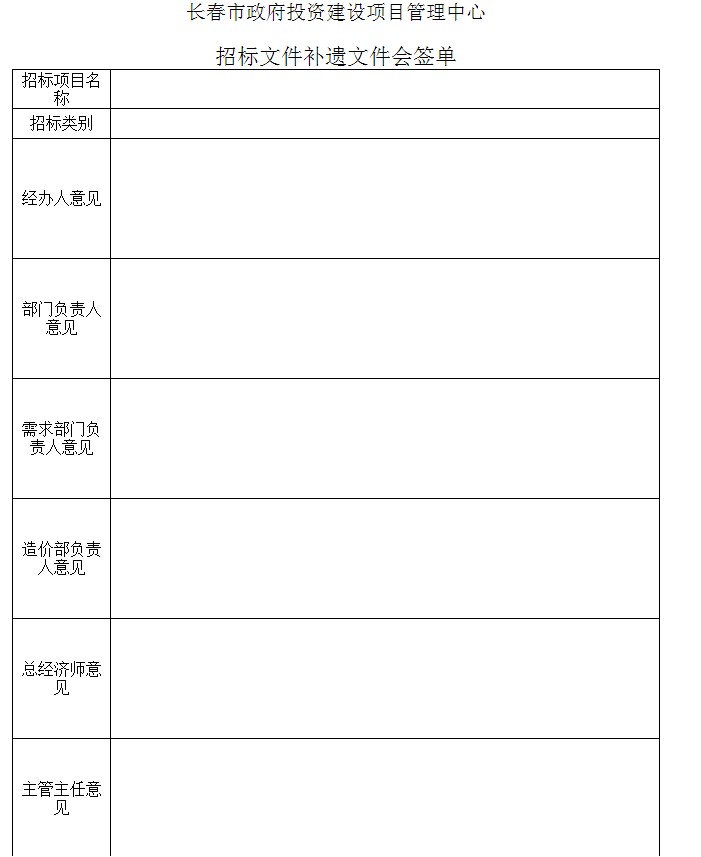 长春市政府投资建设项目管理中心
招标文件补遗文件会签单
招标项目名
称
招标类别
经办人意见
部门负责人
意见
需求部门负
责人意见
造价部负责
人意见
总经济师意
见
主管主任意
见